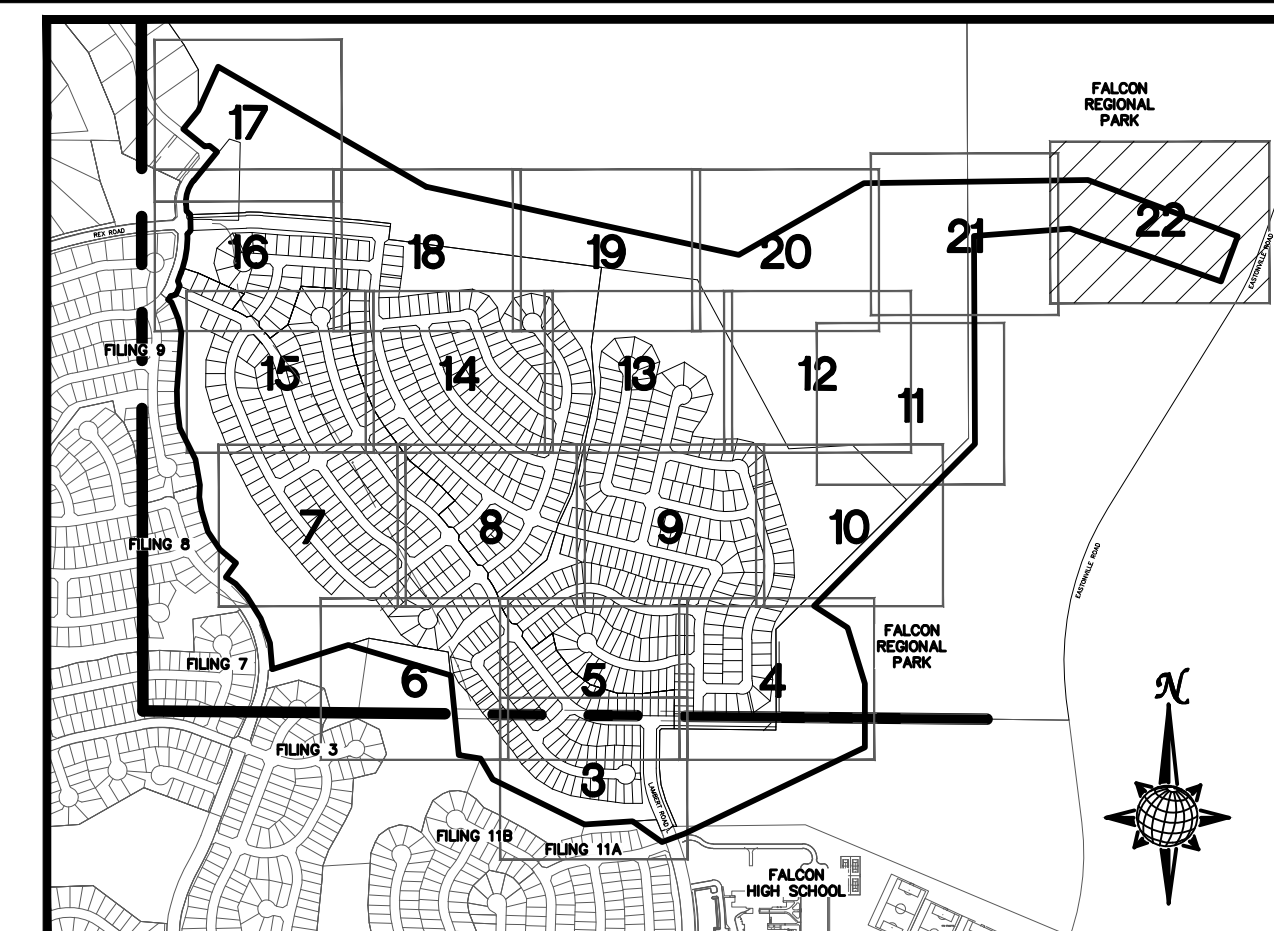 FALCON
REGIONAL
PARK
17
22
REX ROAD
16
18
19
20
21
EASTONVILLE ROAD
FILING 9
15
14
13
12
11
7
8
9
10
FILING 8
EASTONVILLE ROAD
FALCON
REGIONAL
PARK
FILING 7
6
5
4
N
FILING 3
3
LAMBERT ROAD
FILING 11B
FILING 11A
FALCON
HIGH SCHOOL